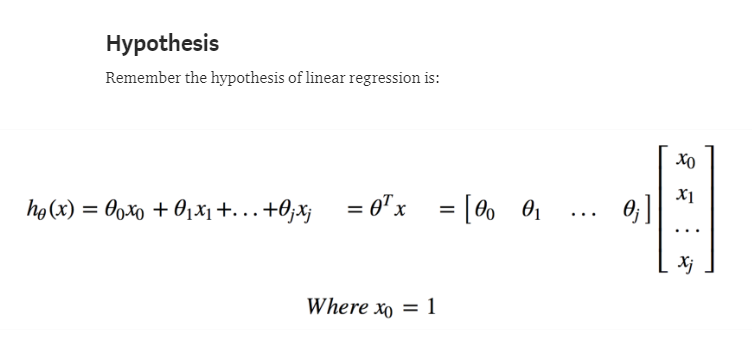 Hypothesis
Remember the hypothesis of linear regression is:
h_θ(x) = θ₀x₀ + θ₁x₁+...+θⱼxⱼ = θᵀx = [θ₀ θ₁ ... θⱼ] [x₀ x₁ ... xⱼ]
Where x₀ = 1